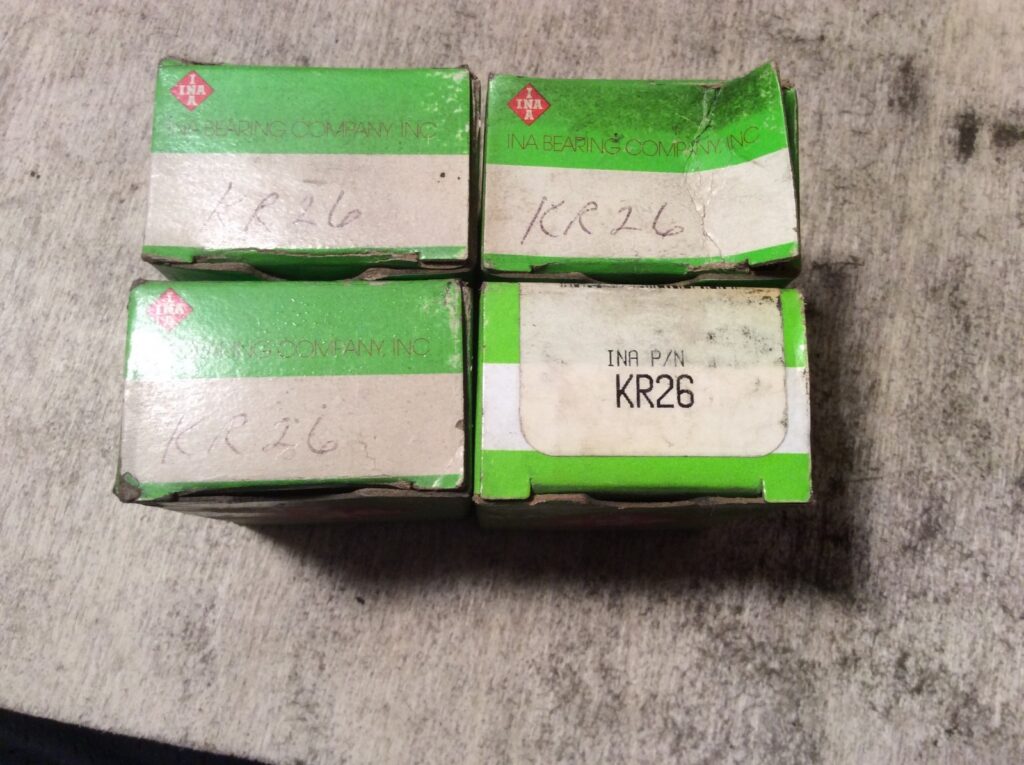 I
INA
A
INA BEARING COMPANY, INC
KR26
I
INA
A
INA BEARING COMPANY, INC
KR26
I
INA
A
BEARING COMPANY, INC
KR26
INA P/N
KR26